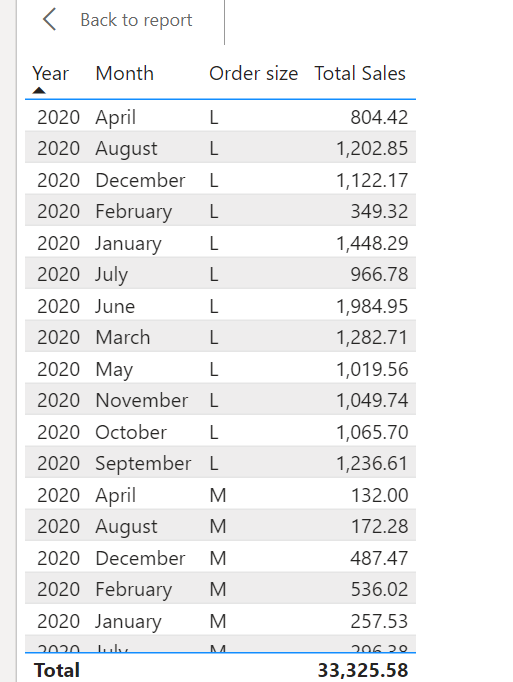 Back to report
Year Month Order size Total Sales
2020 April L 804.42
2020 August L 1,202.85
2020 December L 1,122.17
2020 February L 349.32
2020 January L 1,448.29
2020 July L 966.78
2020 June L 1,984.95
2020 March L 1,282.71
2020 May L 1,019.56
2020 November L 1,049.74
2020 October L 1,065.70
2020 September L 1,236.61
2020 April M 132.00
2020 August M 172.28
2020 December M 487.47
2020 February M 536.02
2020 January M 257.53
2020 July M 296.38
Total 33,325.58